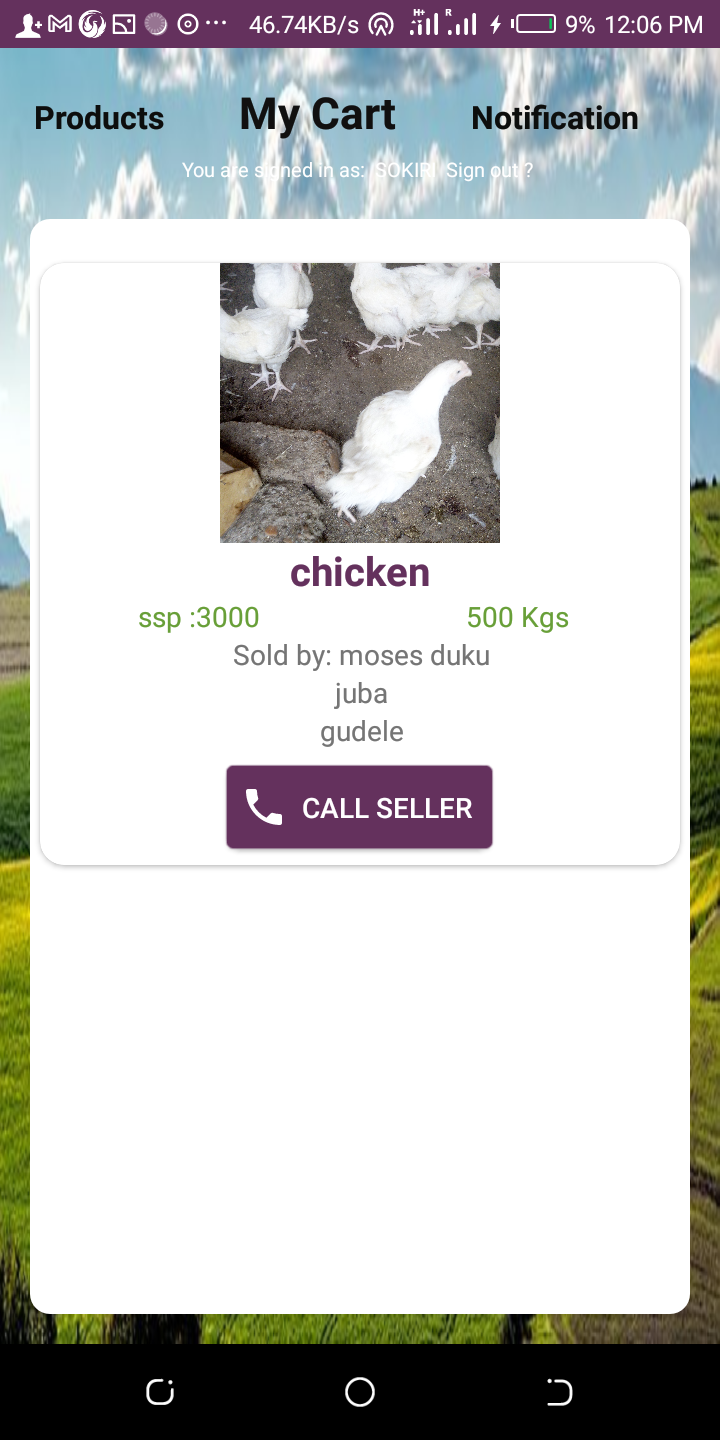 46.74KB/s H+ R 9% 12:06 PM
Products My Cart Notification
You are signed in as: SOKIRI Sign out ?
chicken
ssp :3000 500 Kgs
Sold by: moses duku
juba
gudele
CALL SELLER